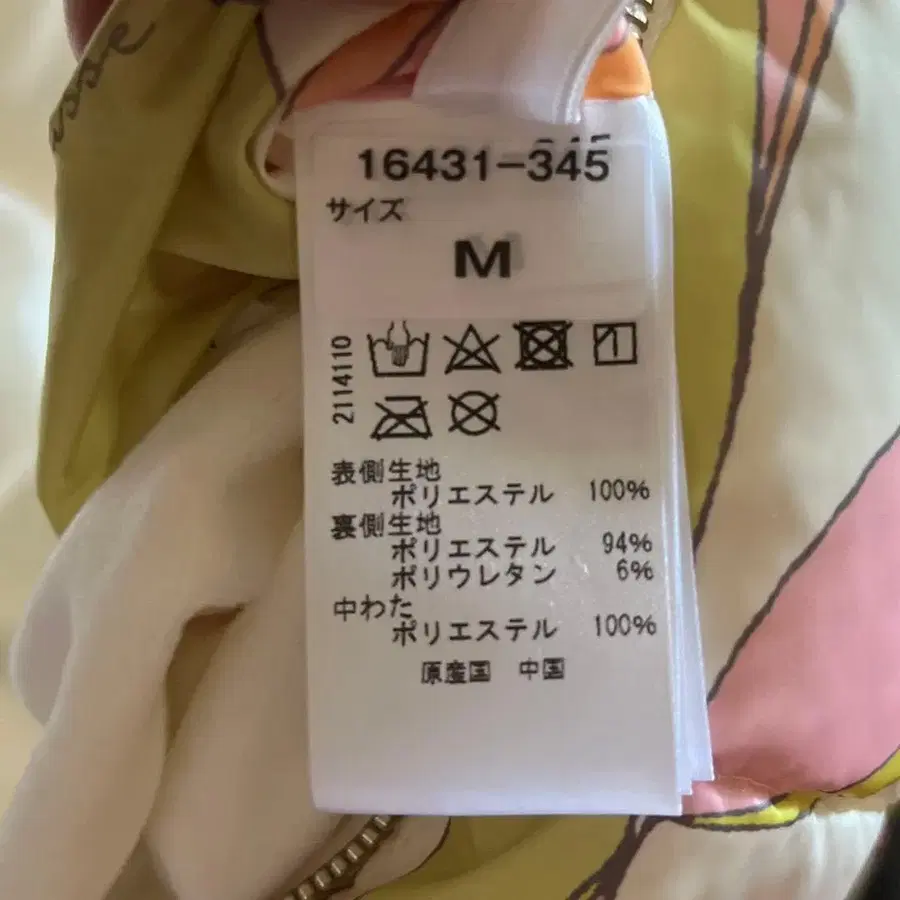 16431-345
サイズ
M
2114110
表側生地
ポリエステル 100%
裏側生地
ポリエステル 94%
ポリウレタン 6%
中わた
ポリエステル 100%
原産国 中国